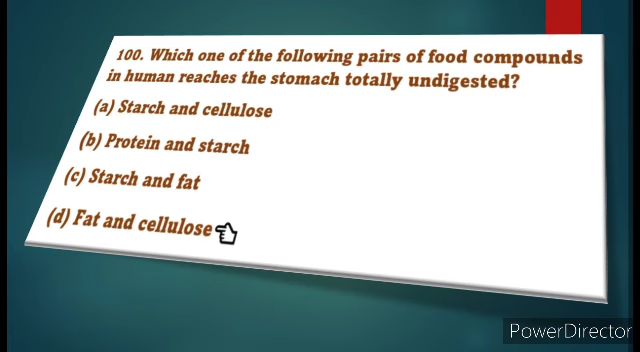 100. Which one of the following pairs of food compounds
in human reaches the stomach totally undigested?
(a) Starch and cellulose
(b) Protein and starch
(c) Starch and fat
(d) Fat and cellulose
PowerDirector